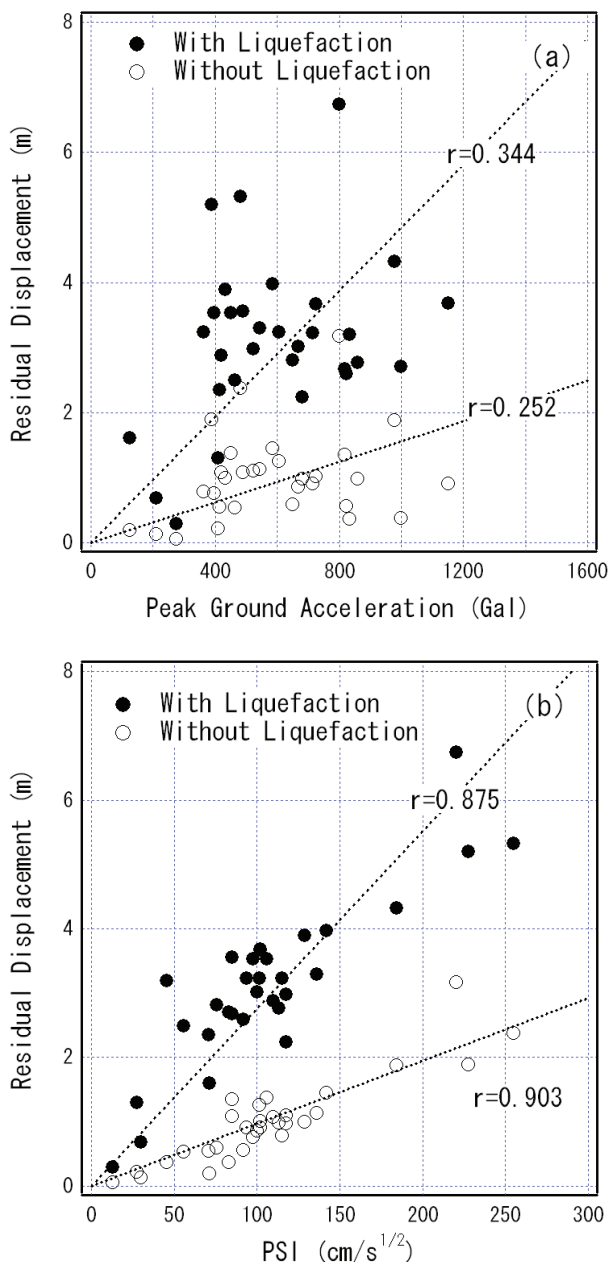 8
With Liquefaction
(a)
Without Liquefaction
6
r=0.344
Residual Displacement (m)
4
2
r=0.252
0
0 400 800 1200 1600
Peak Ground Acceleration (Gal)
8
With Liquefaction
(b)
Without Liquefaction
6
r=0.875
Residual Displacement (m)
4
2
r=0.903
0
0 50 100 150 200 250 300
PSI (cm/s^1/2)